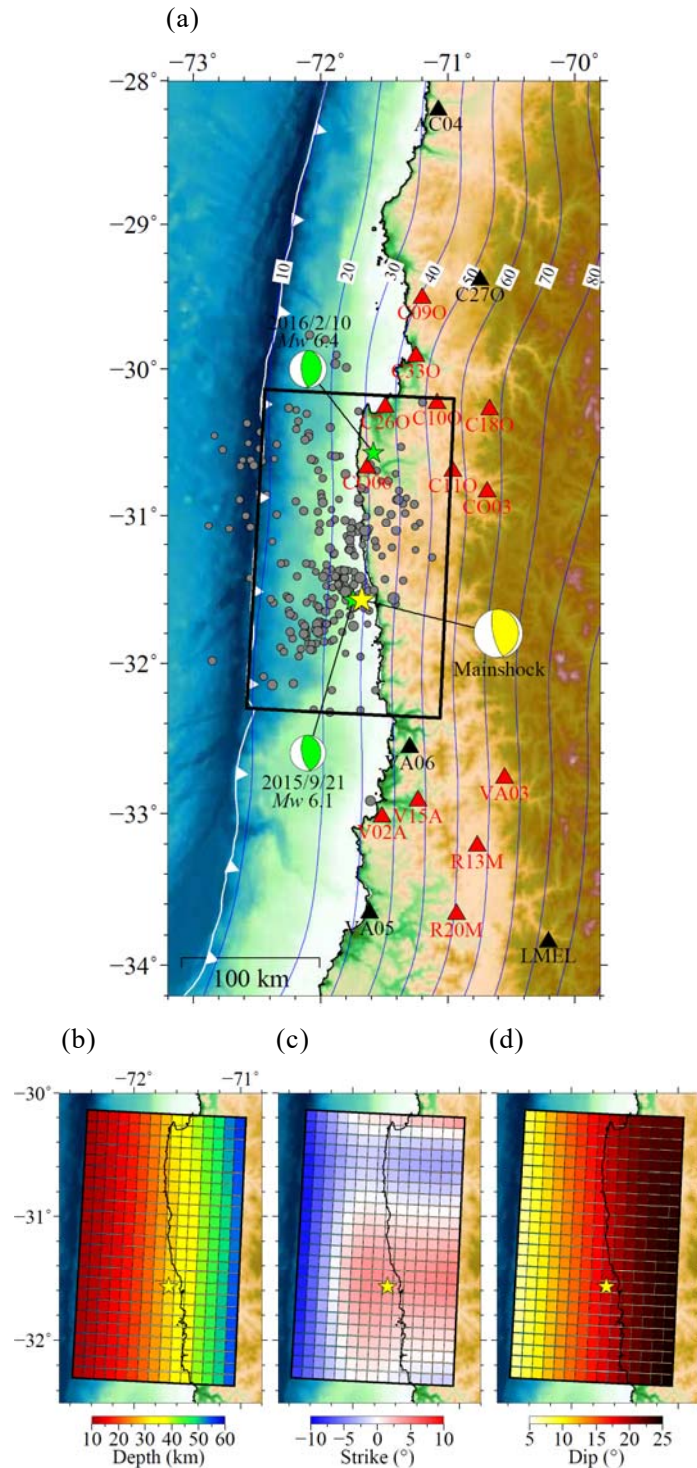 (a)
−73˚ −72˚ −71˚ −70˚
−28˚
AC04
−29˚
10 20 30 40 50 60 70 80
C27O
C09O
2016/2/10
Mw 6.4
−30˚
C33O
C26O C10O C18O
CO06 C11O
CO03
−31˚
−32˚
Mainshock
A06
2015/9/21
Mw 6.1
VA03
−33˚
V02A V15A
R13M
VA05 R20M
LMEL
−34˚
100 km
(b) (c) (d)
−72˚ −71˚
−30˚
−31˚
−32˚
10 20 30 40 50 60
Depth (km)
−10 −5 0 5 10
Strike (°)
5 10 15 20 25
Dip (°)